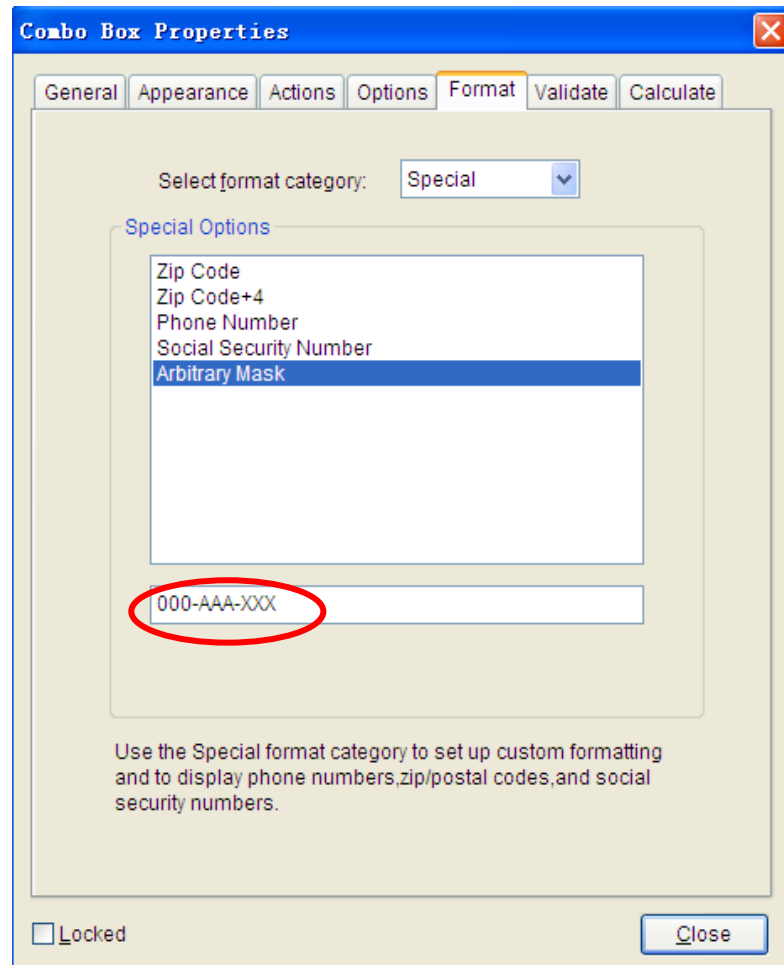 Combo Box Properties
General Appearance Actions Options Format Validate Calculate
Select format category: Special
Special Options
Zip Code
Zip Code+4
Phone Number
Social Security Number
Arbitrary Mask
000-AAA-XXX
Use the Special format category to set up custom formatting
and to display phone numbers,zip/postal codes,and social
security numbers.
Locked Close